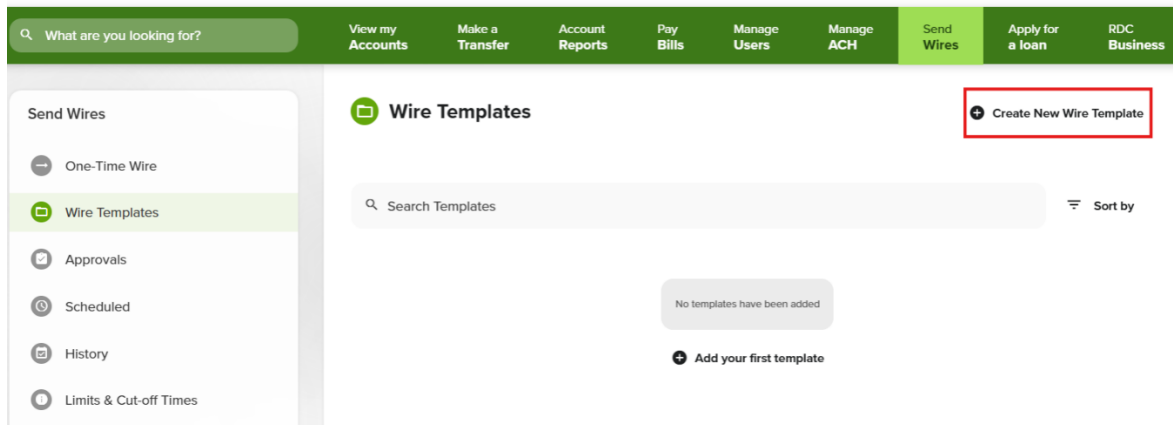 What are you looking for?
View my
Accounts
Make a
Transfer
Account
Reports
Pay
Bills
Manage
Users
Manage
ACH
Send
Wires
Apply for
a loan
RDC
Business
Send Wires
One-Time Wire
Wire Templates
Approvals
Scheduled
History
Limits & Cut-off Times
Wire Templates
Create New Wire Template
Search Templates
Sort by
No templates have been added
Add your first template